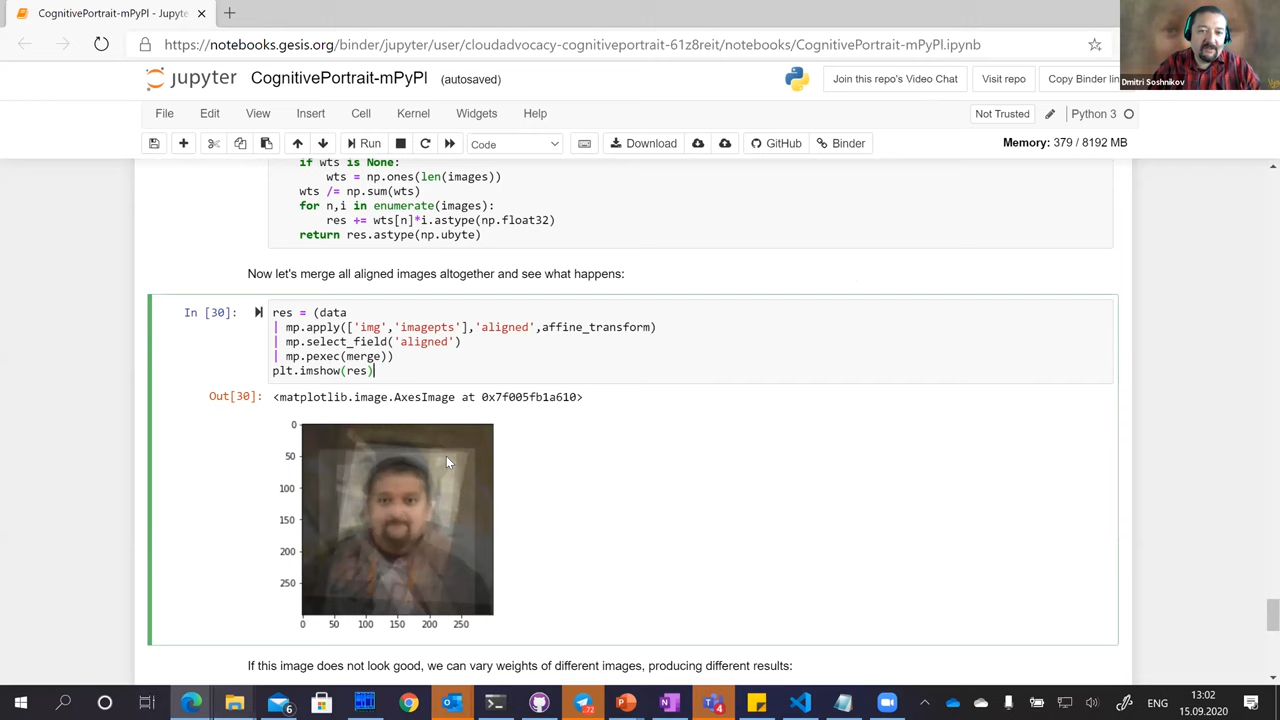 CognitivePortrait-mPyPl - Jupyte
https://notebooks.gesis.org/binder/jupyter/user/cloudadvocacy-cognitiveportrait-61z8reit/notebooks/CognitivePortrait-mPyPl.ipynb
Dmitri Soshnikov
jupyter CognitivePortrait-mPyPl (autosaved)
Join this repo's Video Chat Visit repo Copy Binder lin
File Edit View Insert Cell Kernel Widgets Help
Not Trusted Python 3
Run Code Download GitHub Binder Memory: 379 / 8192 MB
if wts is None:
wts = np.ones(len(images))
wts /= np.sum(wts)
for n,i in enumerate(images):
res += wts[n]*i.astype(np.float32)
return res.astype(np.ubyte)
Now let's merge all aligned images altogether and see what happens:
In [30]: res = (data
| mp.apply(['img','imagepts'],'aligned',affine_transform)
| mp.select_field('aligned')
| mp.pexec(merge))
plt.imshow(res)
Out[30]: <matplotlib.image.AxesImage at 0x7f005fb1a610>
0
50
100
150
200
250
0 50 100 150 200 250
If this image does not look good, we can vary weights of different images, producing different results:
6 72 4 ENG 13:02
15.09.2020